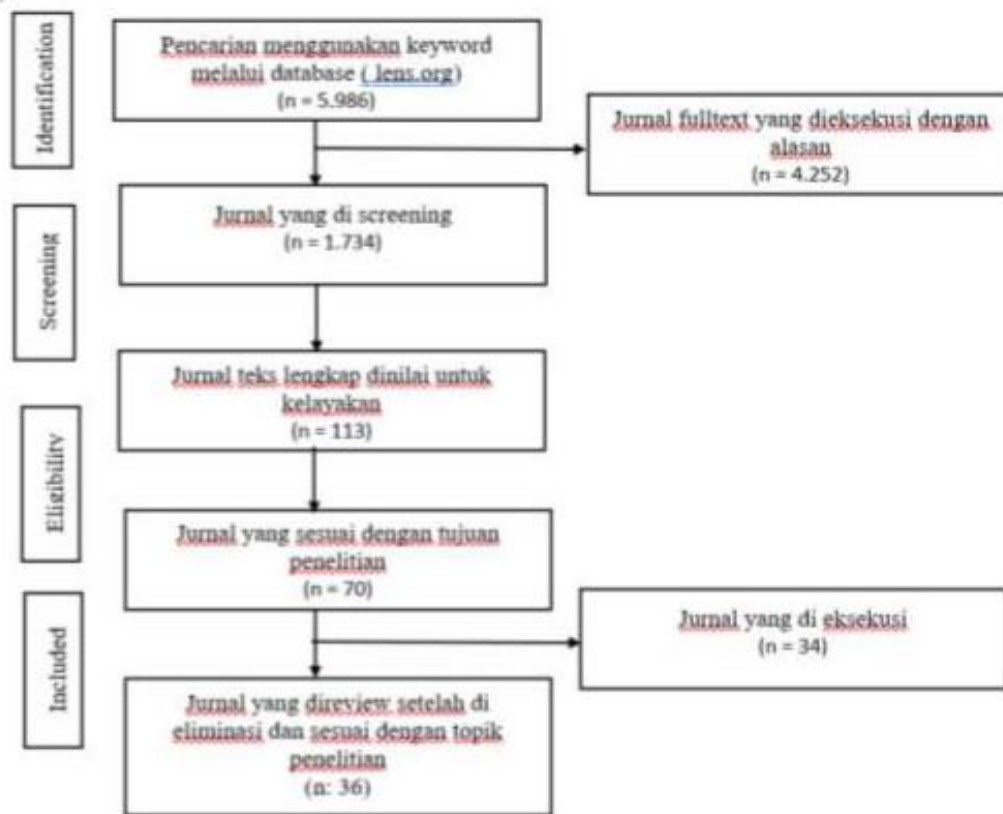 Identification
Pencarian menggunakan keyword
melalui database ( lens.org)
(n = 5.986)
Jurnal fulltext yang dieksekusi dengan
alasan
(n = 4.252)
Screening
Jurnal yang di screening
(n = 1.734)
Jurnal teks lengkap dinilai untuk
kelayakan
(n = 113)
Eligibility
Jurnal yang sesuai dengan tujuan
penelitian
(n = 70)
Jurnal yang di eksekusi
(n = 34)
Included
Jurnal yang direview setelah di
eliminasi dan sesuai dengan topik
penelitian
(n: 36)